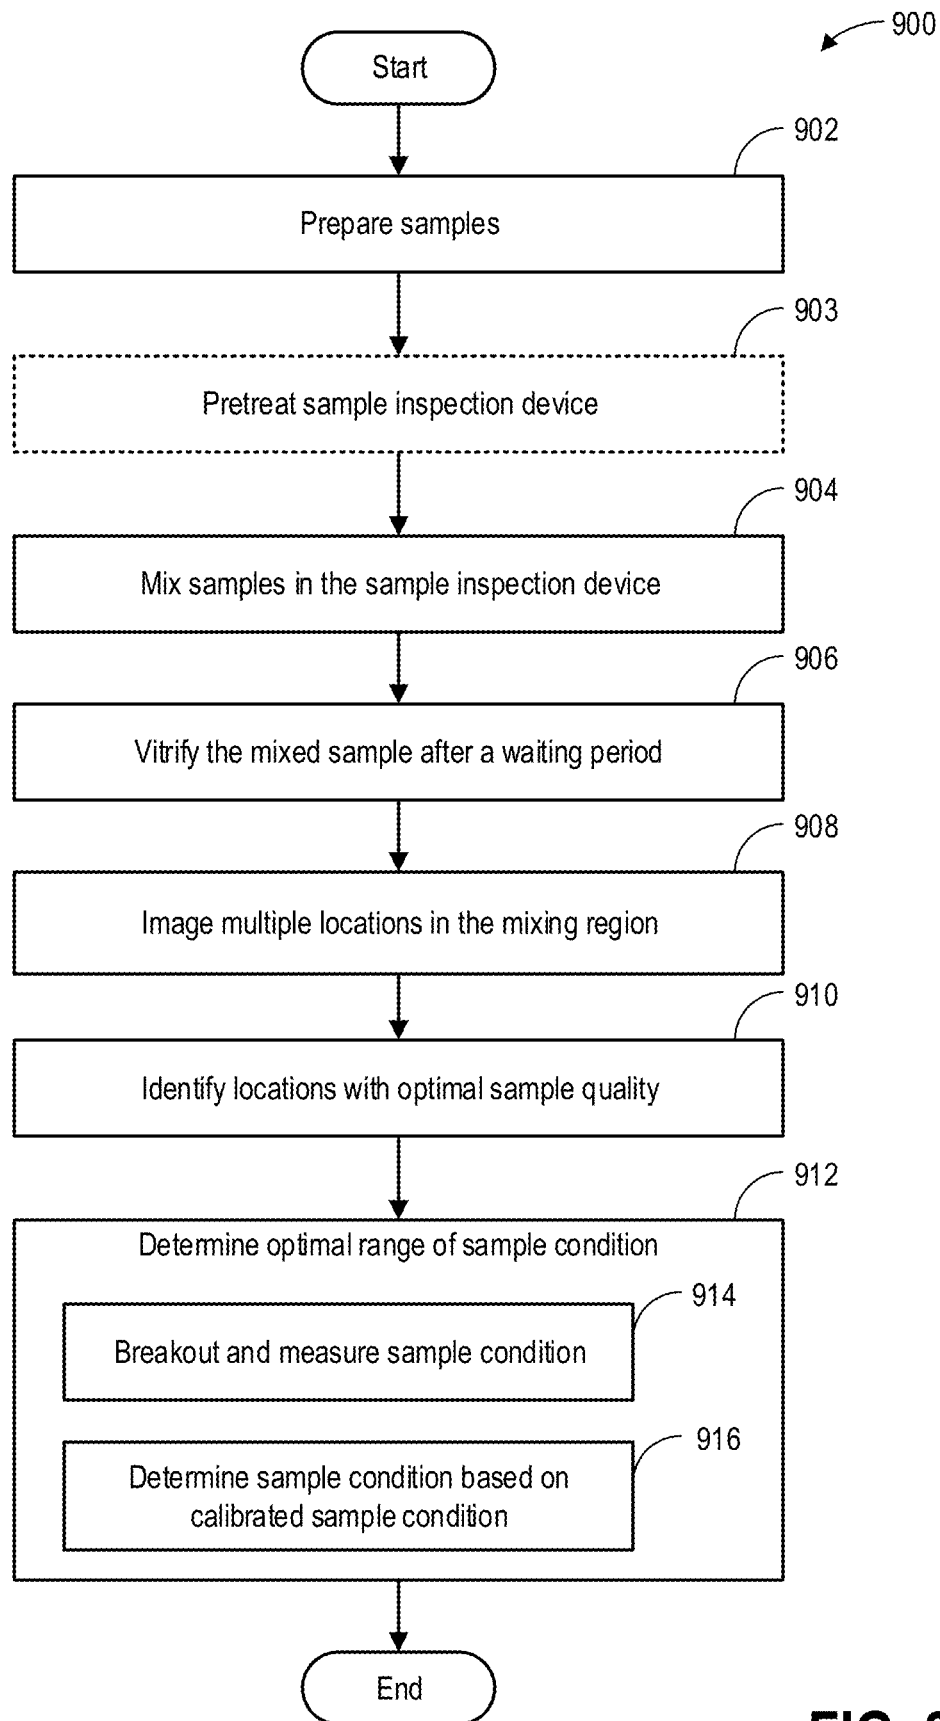 900
Start
902
Prepare samples
903
Pretreat sample inspection device
904
Mix samples in the sample inspection device
906
Vitrify the mixed sample after a waiting period
908
Image multiple locations in the mixing region
910
Identify locations with optimal sample quality
912
Determine optimal range of sample condition
914
Breakout and measure sample condition
916
Determine sample condition based on
calibrated sample condition
End
FIG.